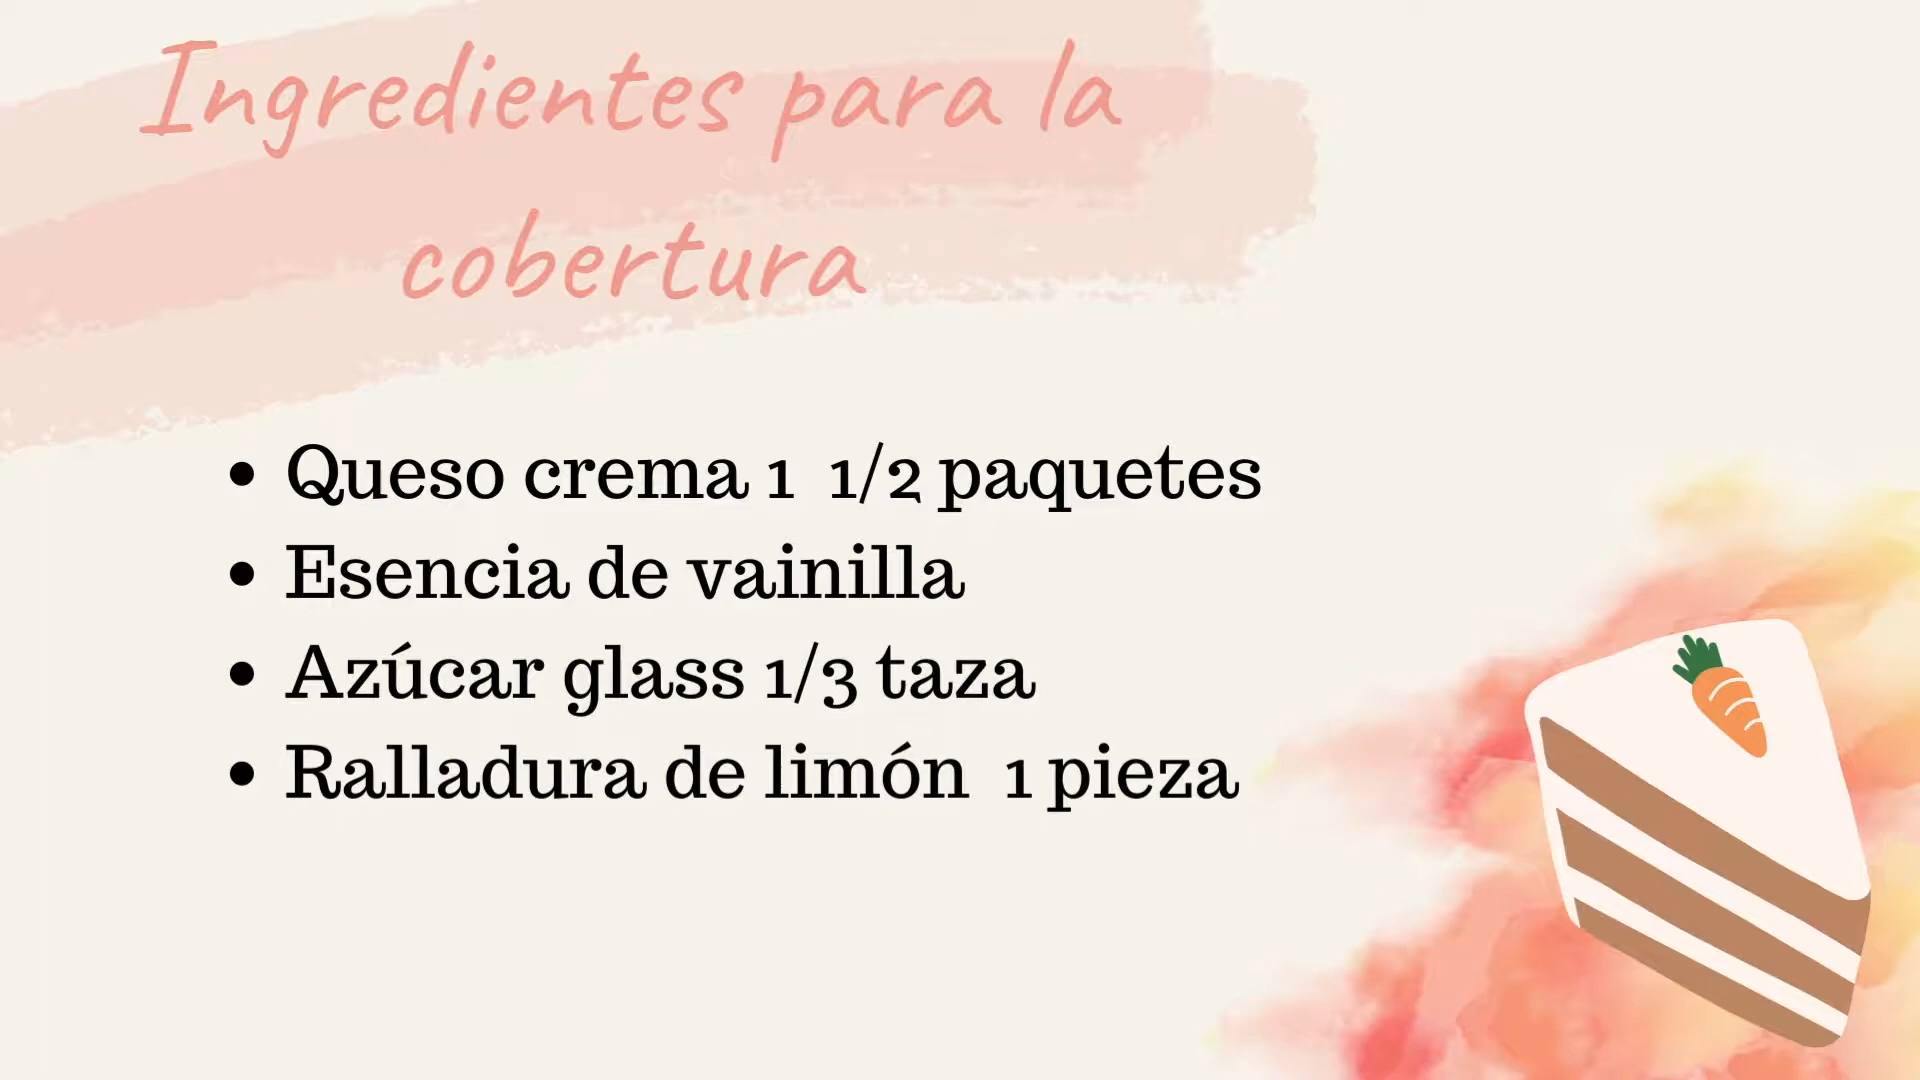 Ingredientes para la
cobertura
• Queso crema 1 1/2 paquetes
• Esencia de vainilla
• Azúcar glass 1/3 taza
• Ralladura de limón 1 pieza